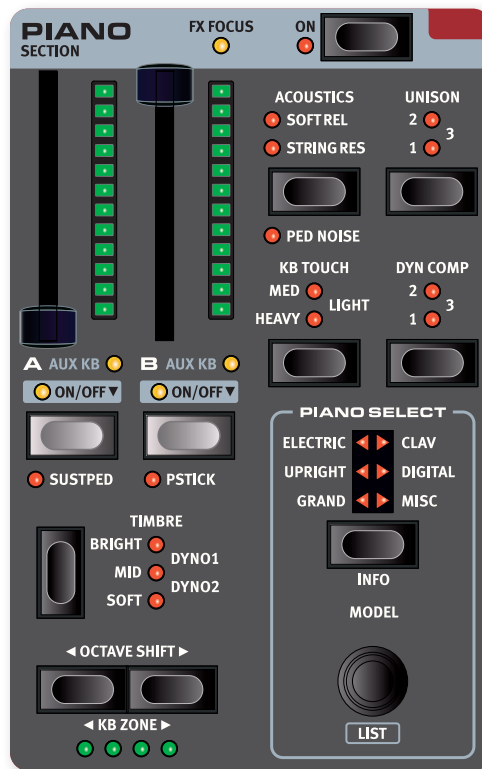 PIANO
SECTION
FX FOCUS
ON
ACOUSTICS
SOFT REL
STRING RES
PED NOISE
UNISON
2
3
1
KB TOUCH
MED
LIGHT
HEAVY
DYN COMP
2
3
1
A AUX KB
ON/OFF ▼
SUSTPED
B AUX KB
ON/OFF ▼
PSTICK
TIMBRE
BRIGHT
DYNO1
MID
DYNO2
SOFT
◄ OCTAVE SHIFT ►
◄ KB ZONE ►
PIANO SELECT
ELECTRIC ◄ ► CLAV
UPRIGHT ◄ ► DIGITAL
GRAND ◄ ► MISC
INFO
MODEL
LIST